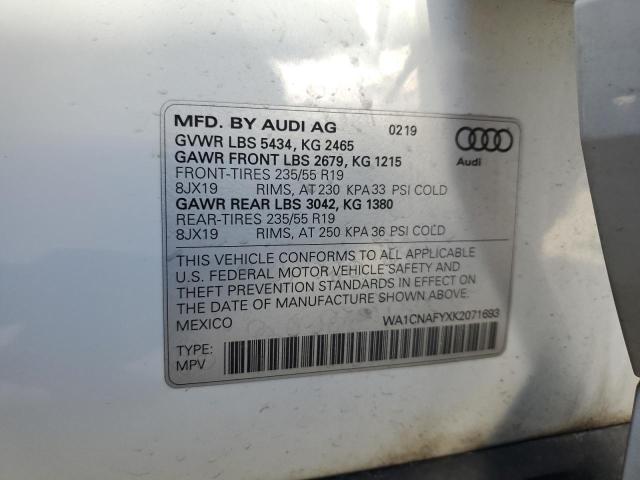 MFD. BY AUDI AG 0219
GVWR LBS 5434, KG 2465
GAWR FRONT LBS 2679, KG 1215
FRONT-TIRES 235/55 R19
8JX19 RIMS, AT 230 KPA 33 PSI COLD
GAWR REAR LBS 3042, KG 1380
REAR-TIRES 235/55 R19
8JX19 RIMS, AT 250 KPA 36 PSI COLD
Audi
THIS VEHICLE CONFORMS TO ALL APPLICABLE
U.S. FEDERAL MOTOR VEHICLE SAFETY AND
THEFT PREVENTION STANDARDS IN EFFECT ON
THE DATE OF MANUFACTURE SHOWN ABOVE.
MEXICO WA1CNAFYXK2071693
TYPE:
MPV